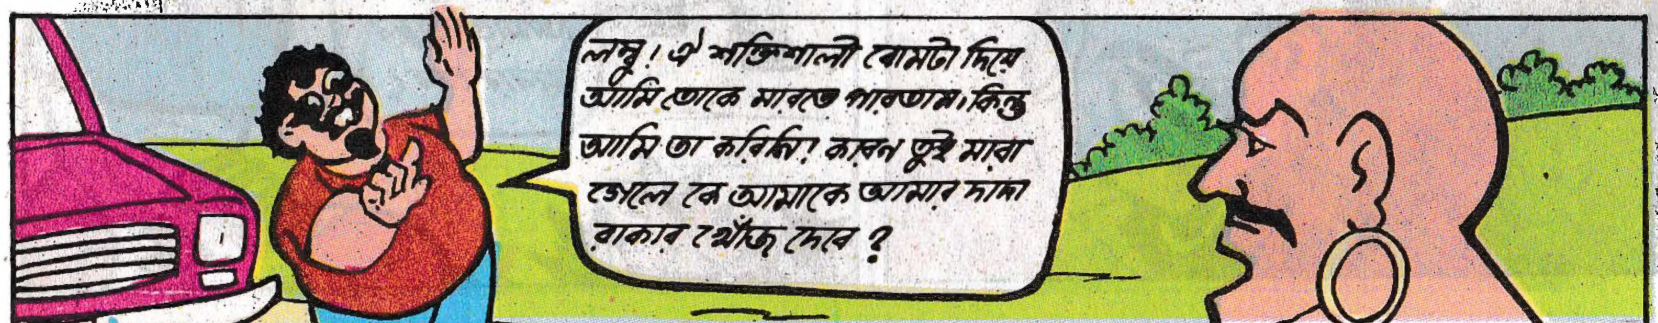 লম্বু! ঐ শক্তিশালী বোমটা দিয়ে
আমি তোকে মারতে পারতাম। কিন্তু
আমি তা করিনি! কারন তুই মারা
গেলে কে আমাকে আমার দাদা
রাকার খোঁজ দেবে?